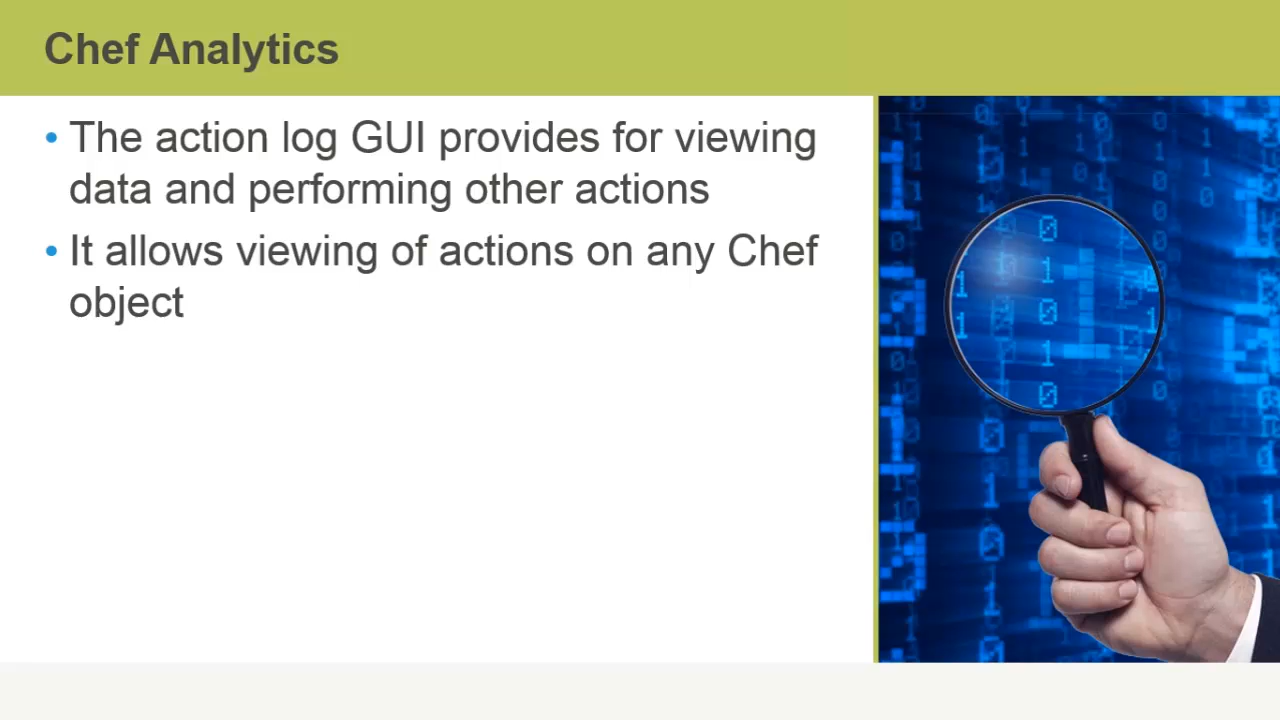 Chef Analytics
• The action log GUI provides for viewing
data and performing other actions
• It allows viewing of actions on any Chef
object